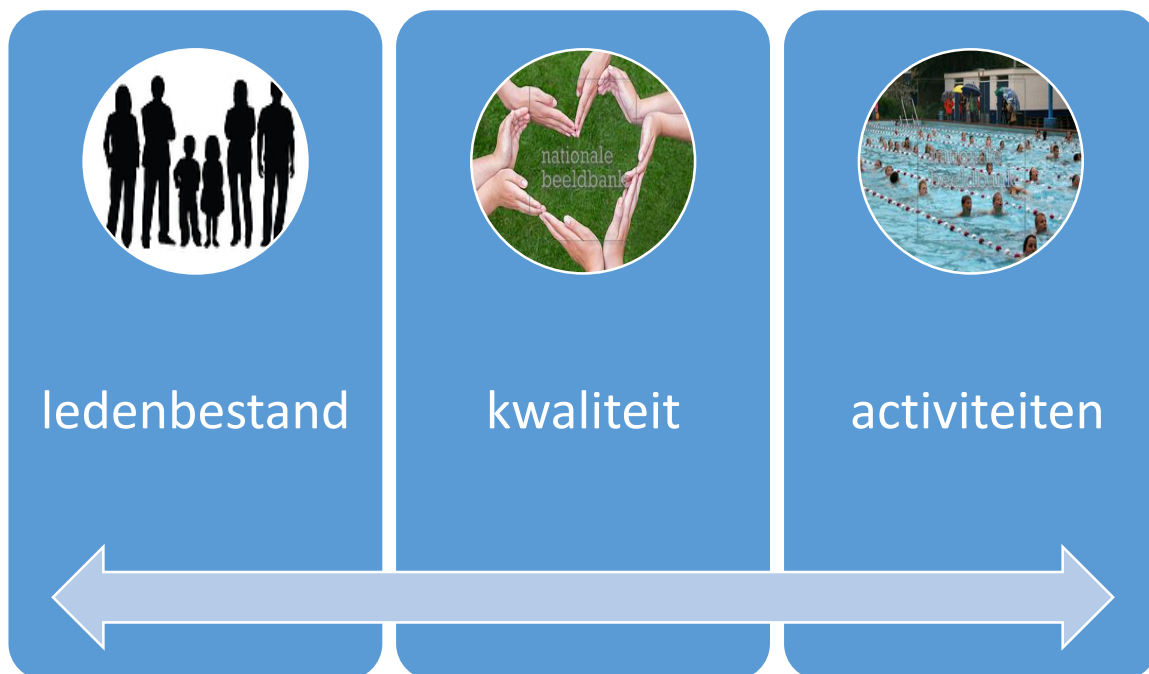 nationale
beeldbank
ledenbestand
kwaliteit
activiteiten